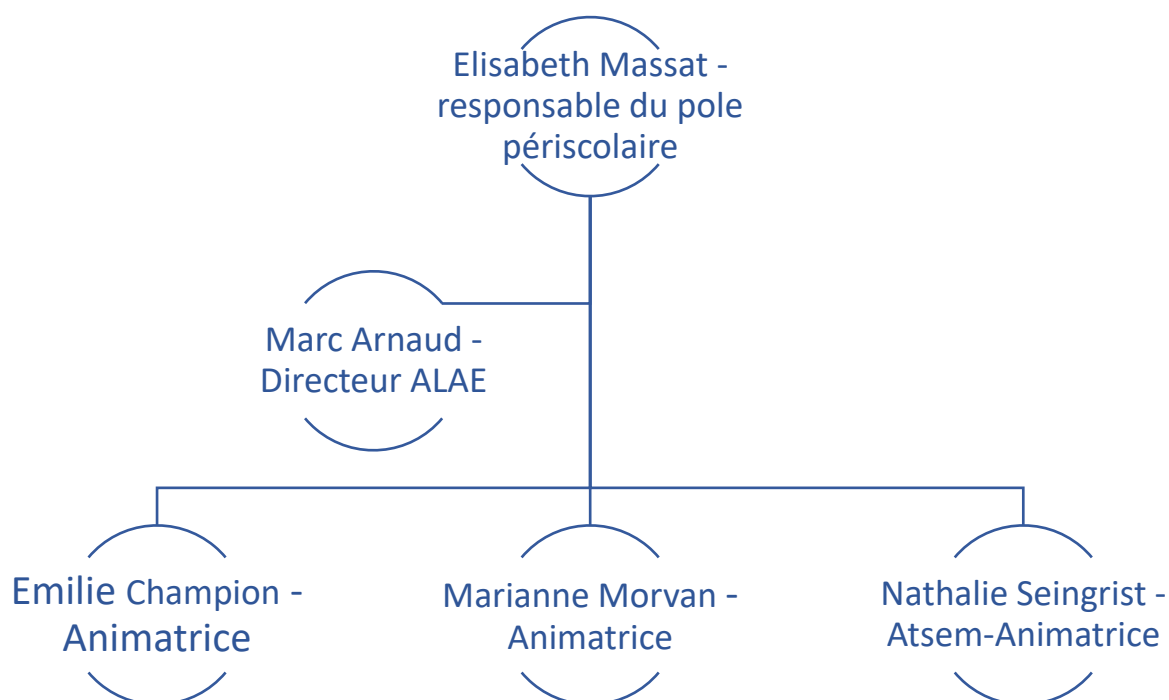 Elisabeth Massat -
responsable du pole
périscolaire
Marc Arnaud -
Directeur ALAE
Emilie Champion -
Animatrice
Marianne Morvan -
Animatrice
Nathalie Seingrist -
Atsem-Animatrice